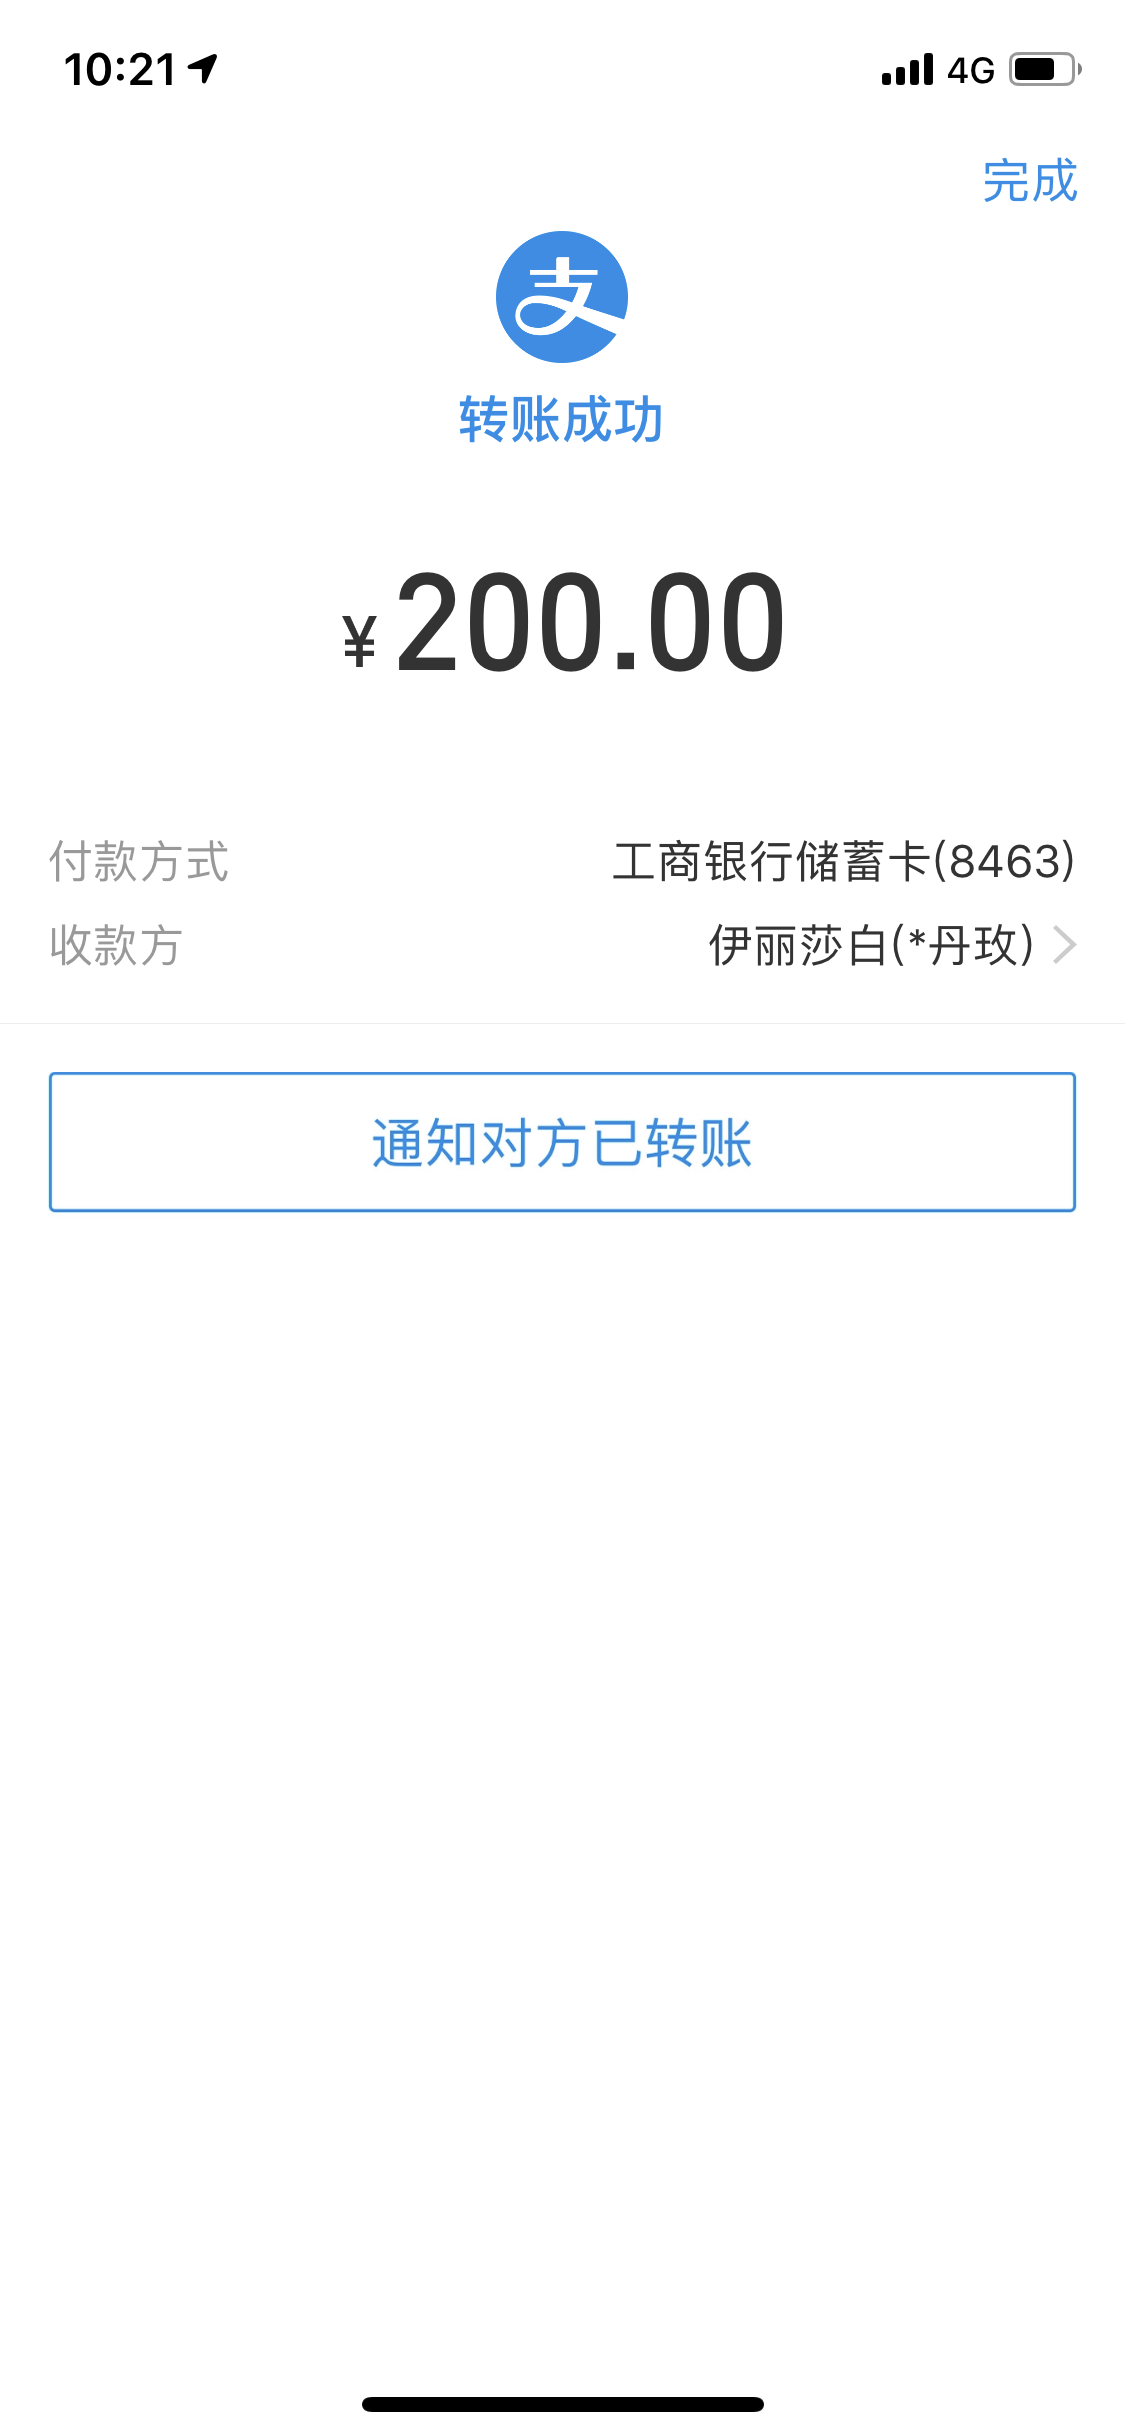 10:21 4G
完成
支
转账成功
¥200.00
付款方式 工商银行储蓄卡(8463)
收款方 伊丽莎白(*丹玫)
通知对方已转账